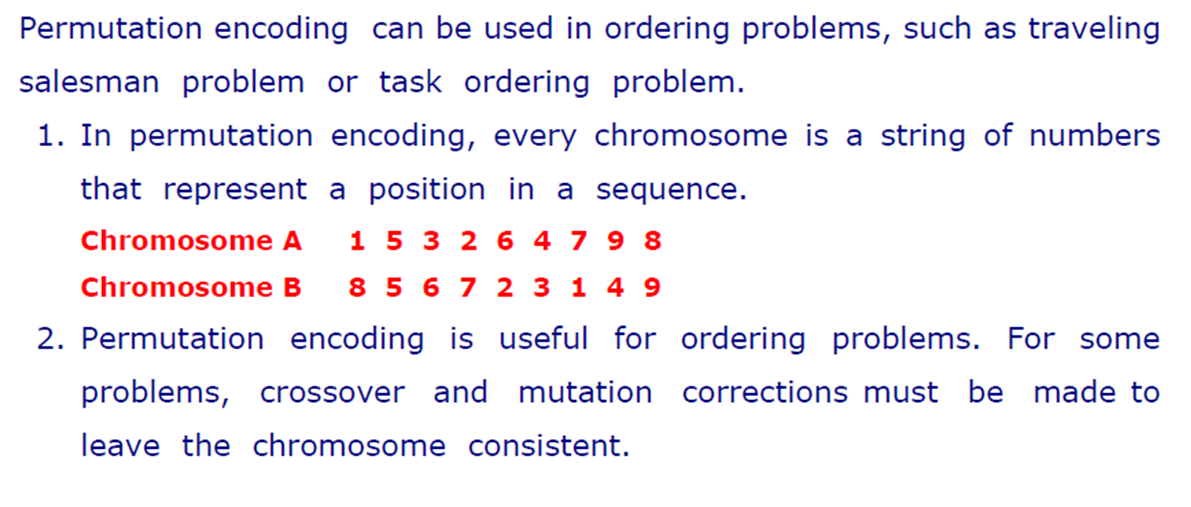 Permutation encoding can be used in ordering problems, such as traveling
salesman problem or task ordering problem.
1. In permutation encoding, every chromosome is a string of numbers
that represent a position in a sequence.
Chromosome A 1 5 3 2 6 4 7 9 8
Chromosome B 8 5 6 7 2 3 1 4 9
2. Permutation encoding is useful for ordering problems. For some
problems, crossover and mutation corrections must be made to
leave the chromosome consistent.